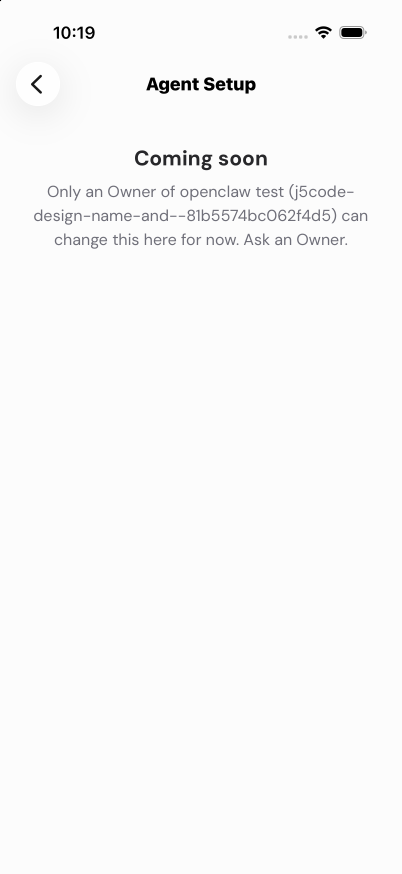 10:19
Agent Setup
Coming soon
Only an Owner of openclaw test (j5code-
design-name-and--81b5574bc062f4d5) can
change this here for now. Ask an Owner.